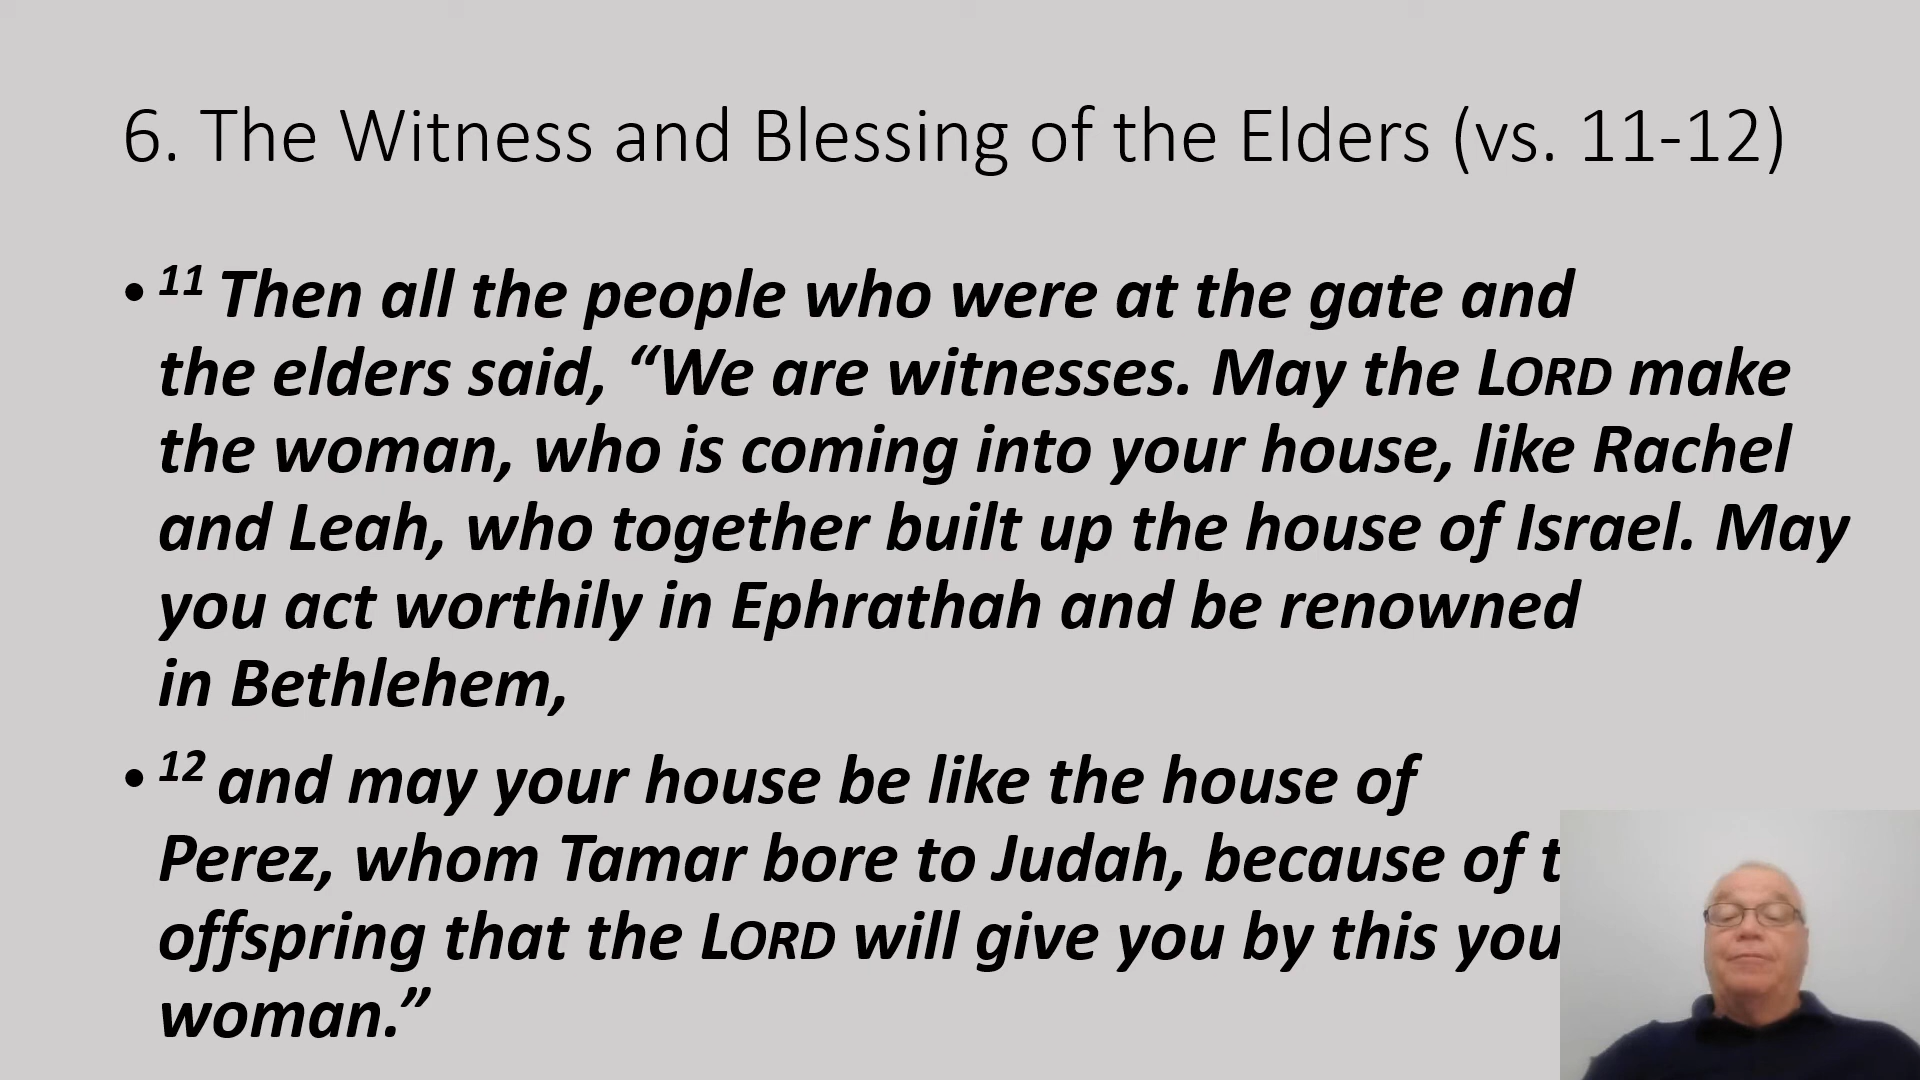 6. The Witness and Blessing of the Elders (vs. 11-12)
• 11 Then all the people who were at the gate and
the elders said, “We are witnesses. May the LORD make
the woman, who is coming into your house, like Rachel
and Leah, who together built up the house of Israel. May
you act worthily in Ephrathah and be renowned
in Bethlehem,
• 12 and may your house be like the house of
Perez, whom Tamar bore to Judah, because of
offspring that the LORD will give you by this
woman.”